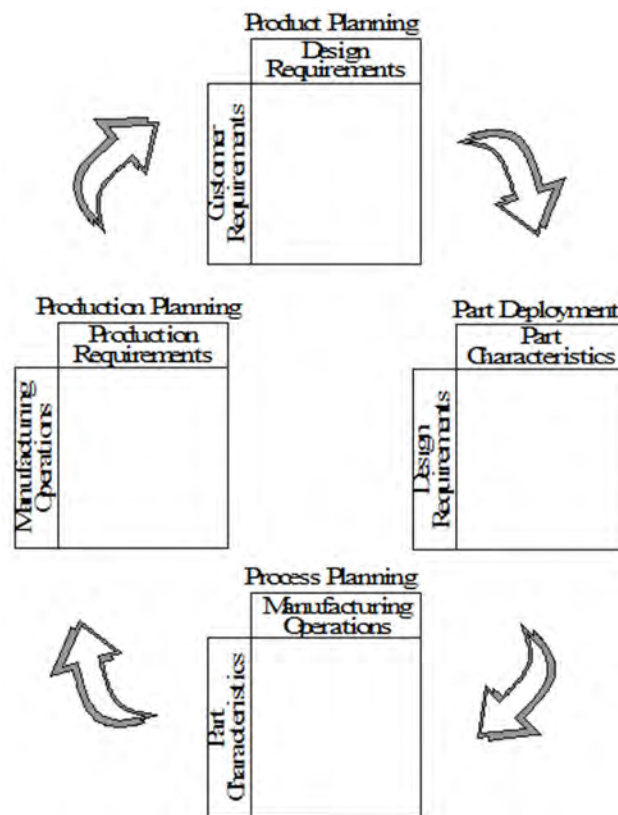 Product Planning
Design
Requirements
Customer
Requirements
Production Planning
Production
Requirements
Manufacturing
Operations
Part Deployment
Part
Characteristics
Design
Requirements
Process Planning
Manufacturing
Operations
Part
Characteristics